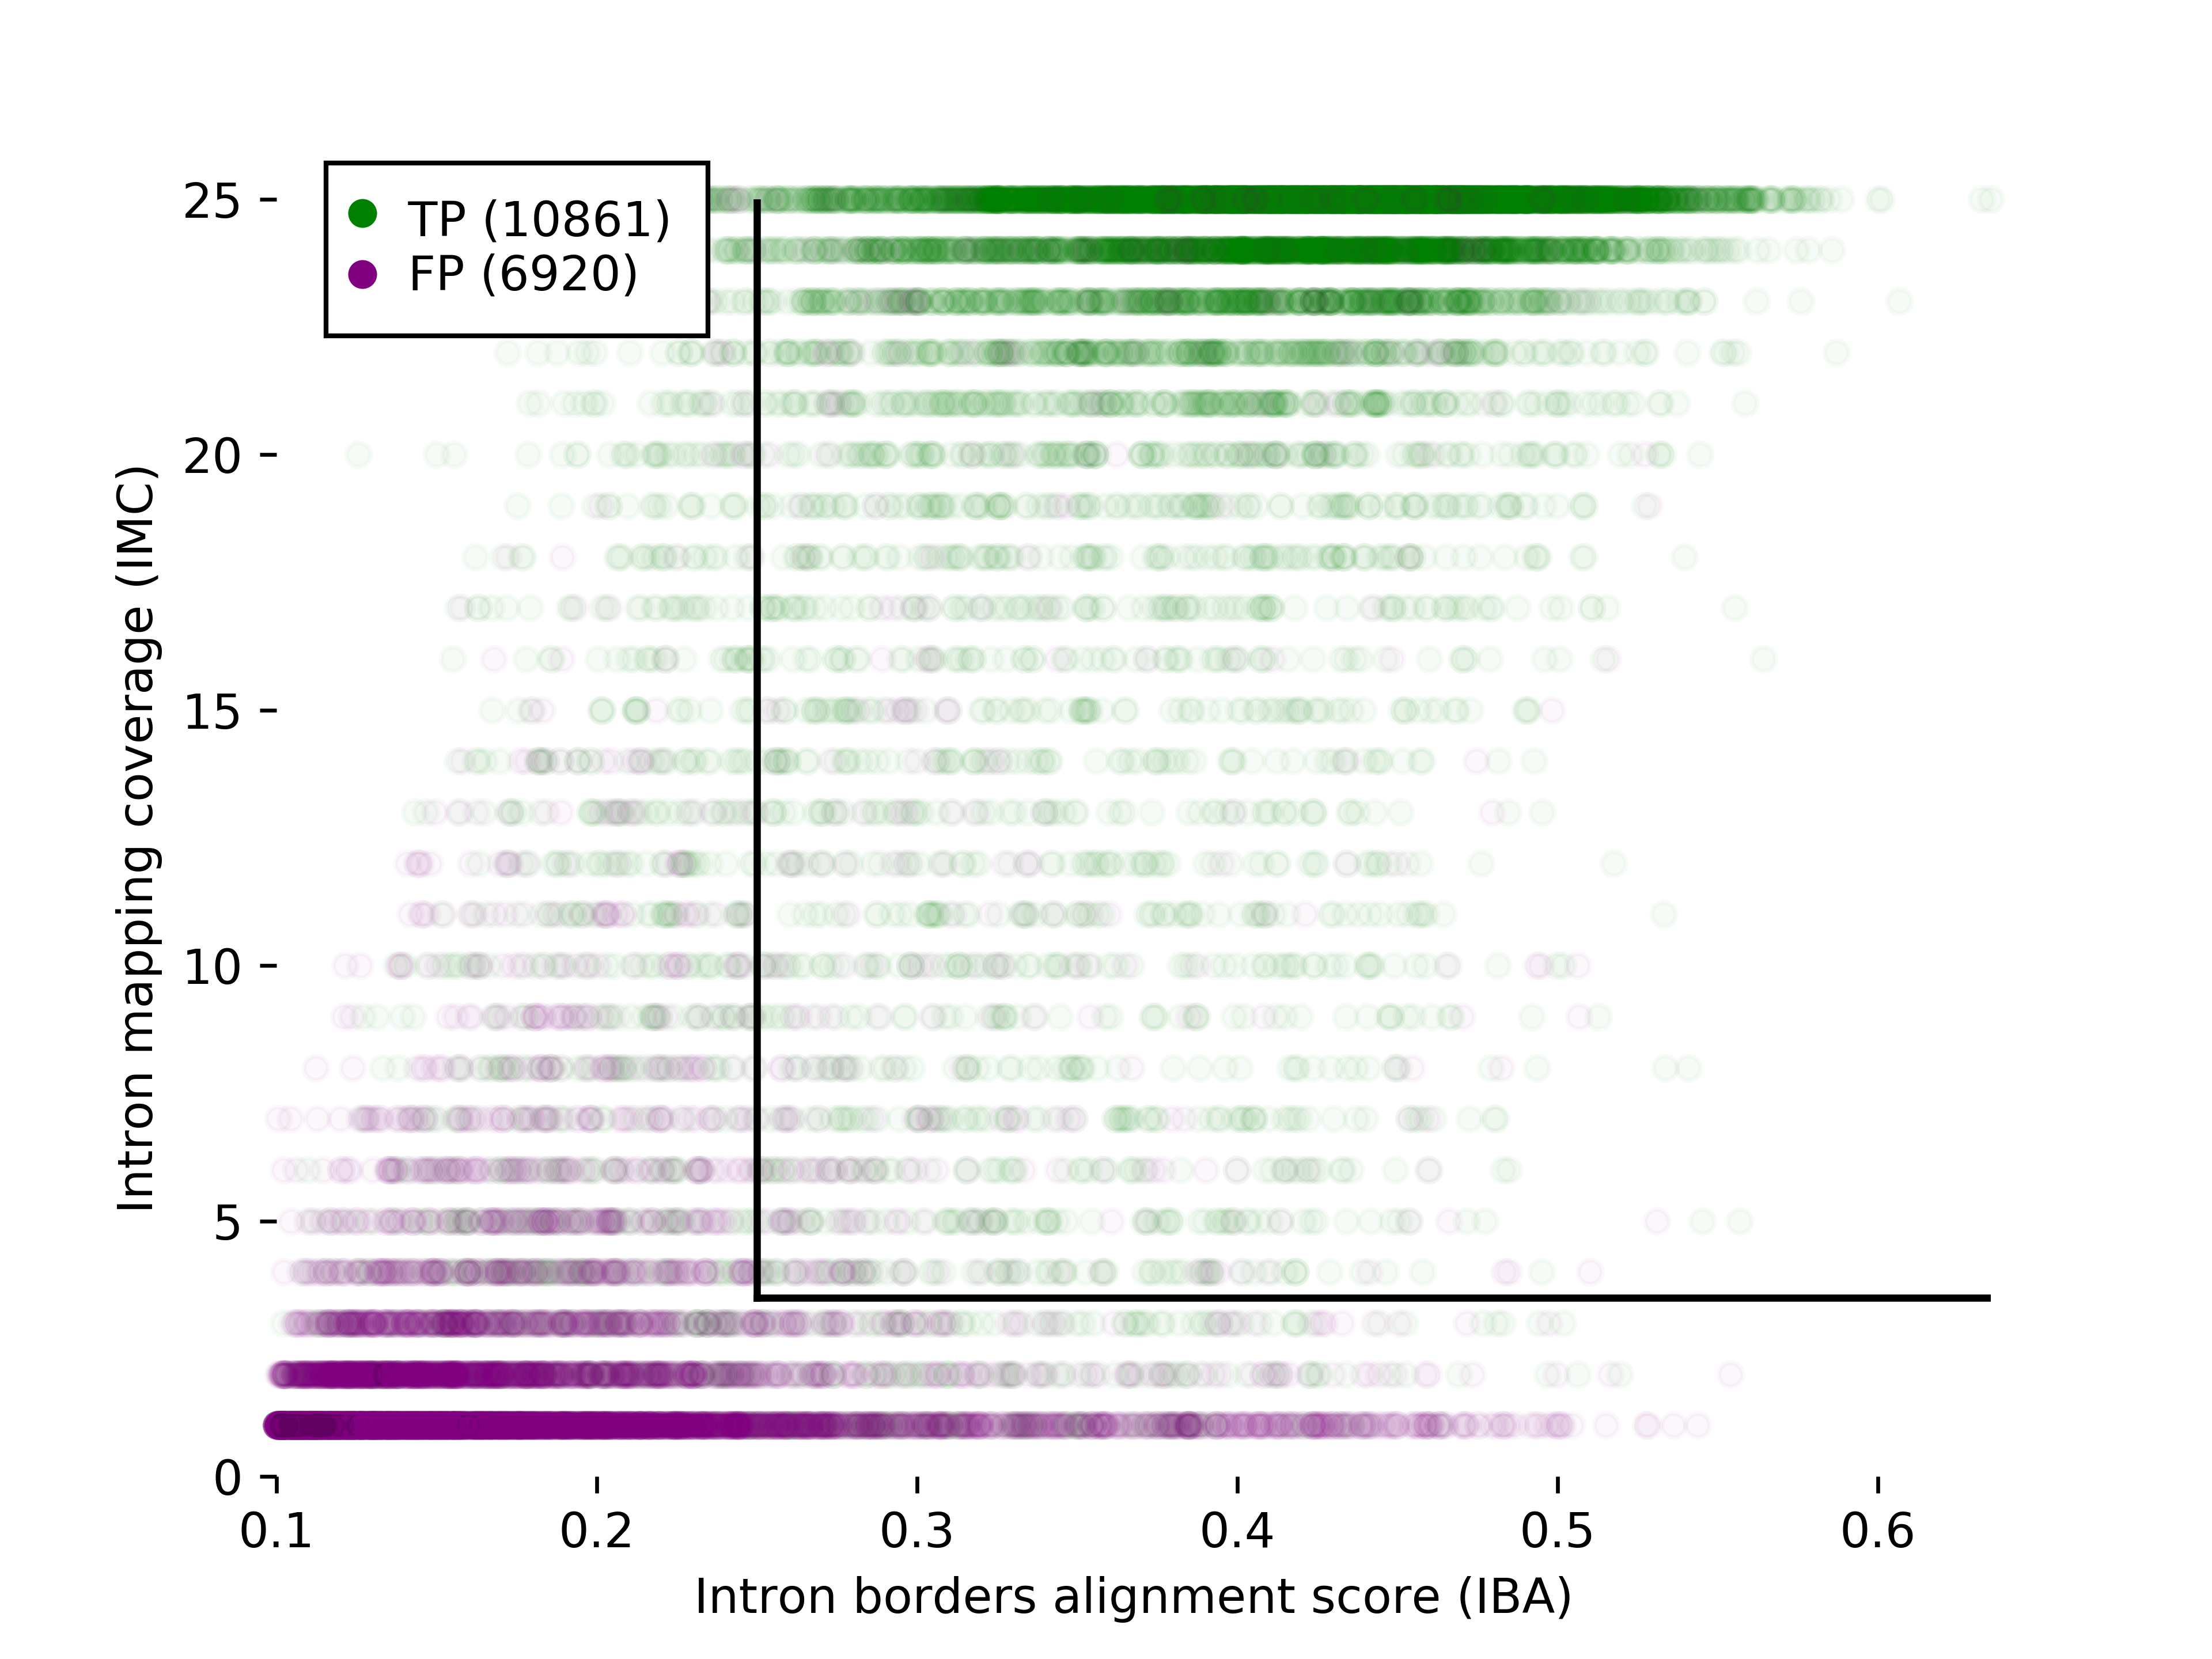 TP (10861)
FP (6920)
25
20
15
10
5
0
Intron mapping coverage (IMC)
0.1 0.2 0.3 0.4 0.5 0.6
Intron borders alignment score (IBA)